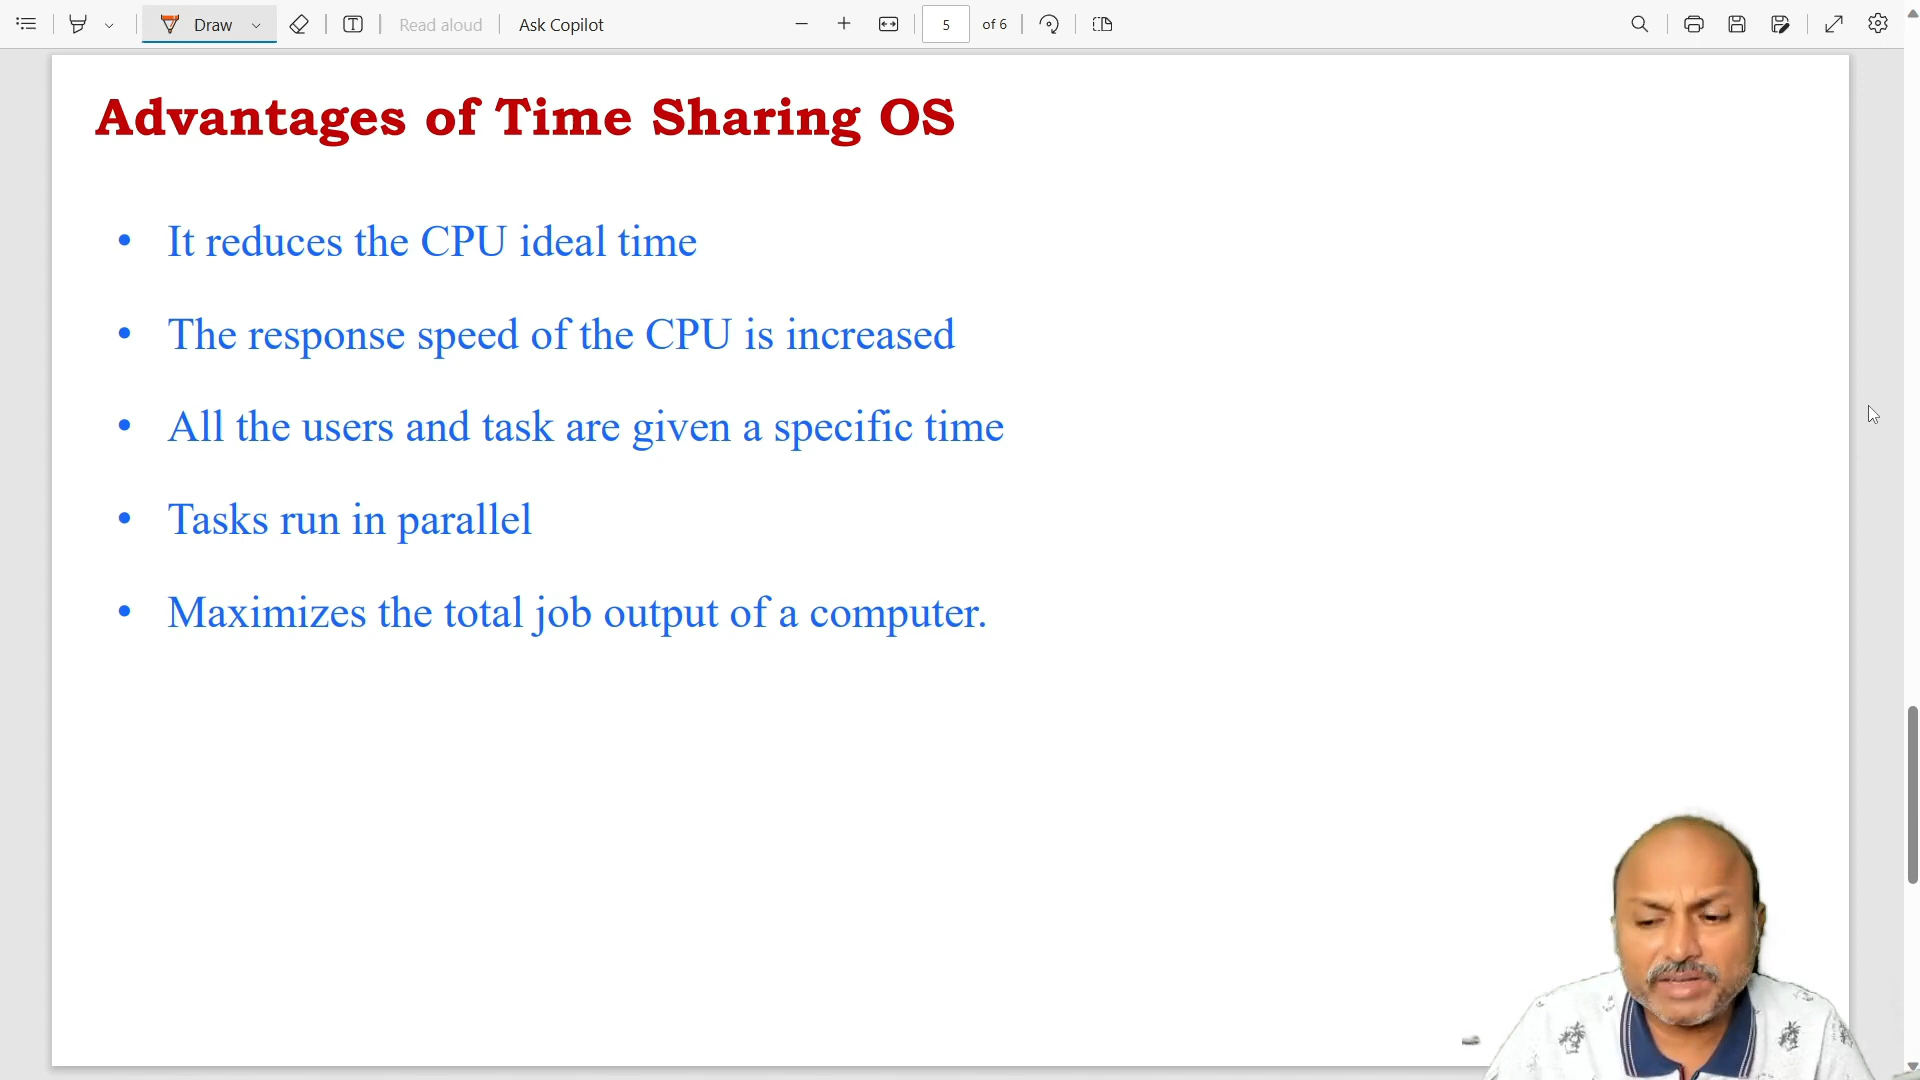 Draw
Read aloud
Ask Copilot
5
of 6
Advantages of Time Sharing OS
• It reduces the CPU ideal time
• The response speed of the CPU is increased
• All the users and task are given a specific time
• Tasks run in parallel
• Maximizes the total job output of a computer.